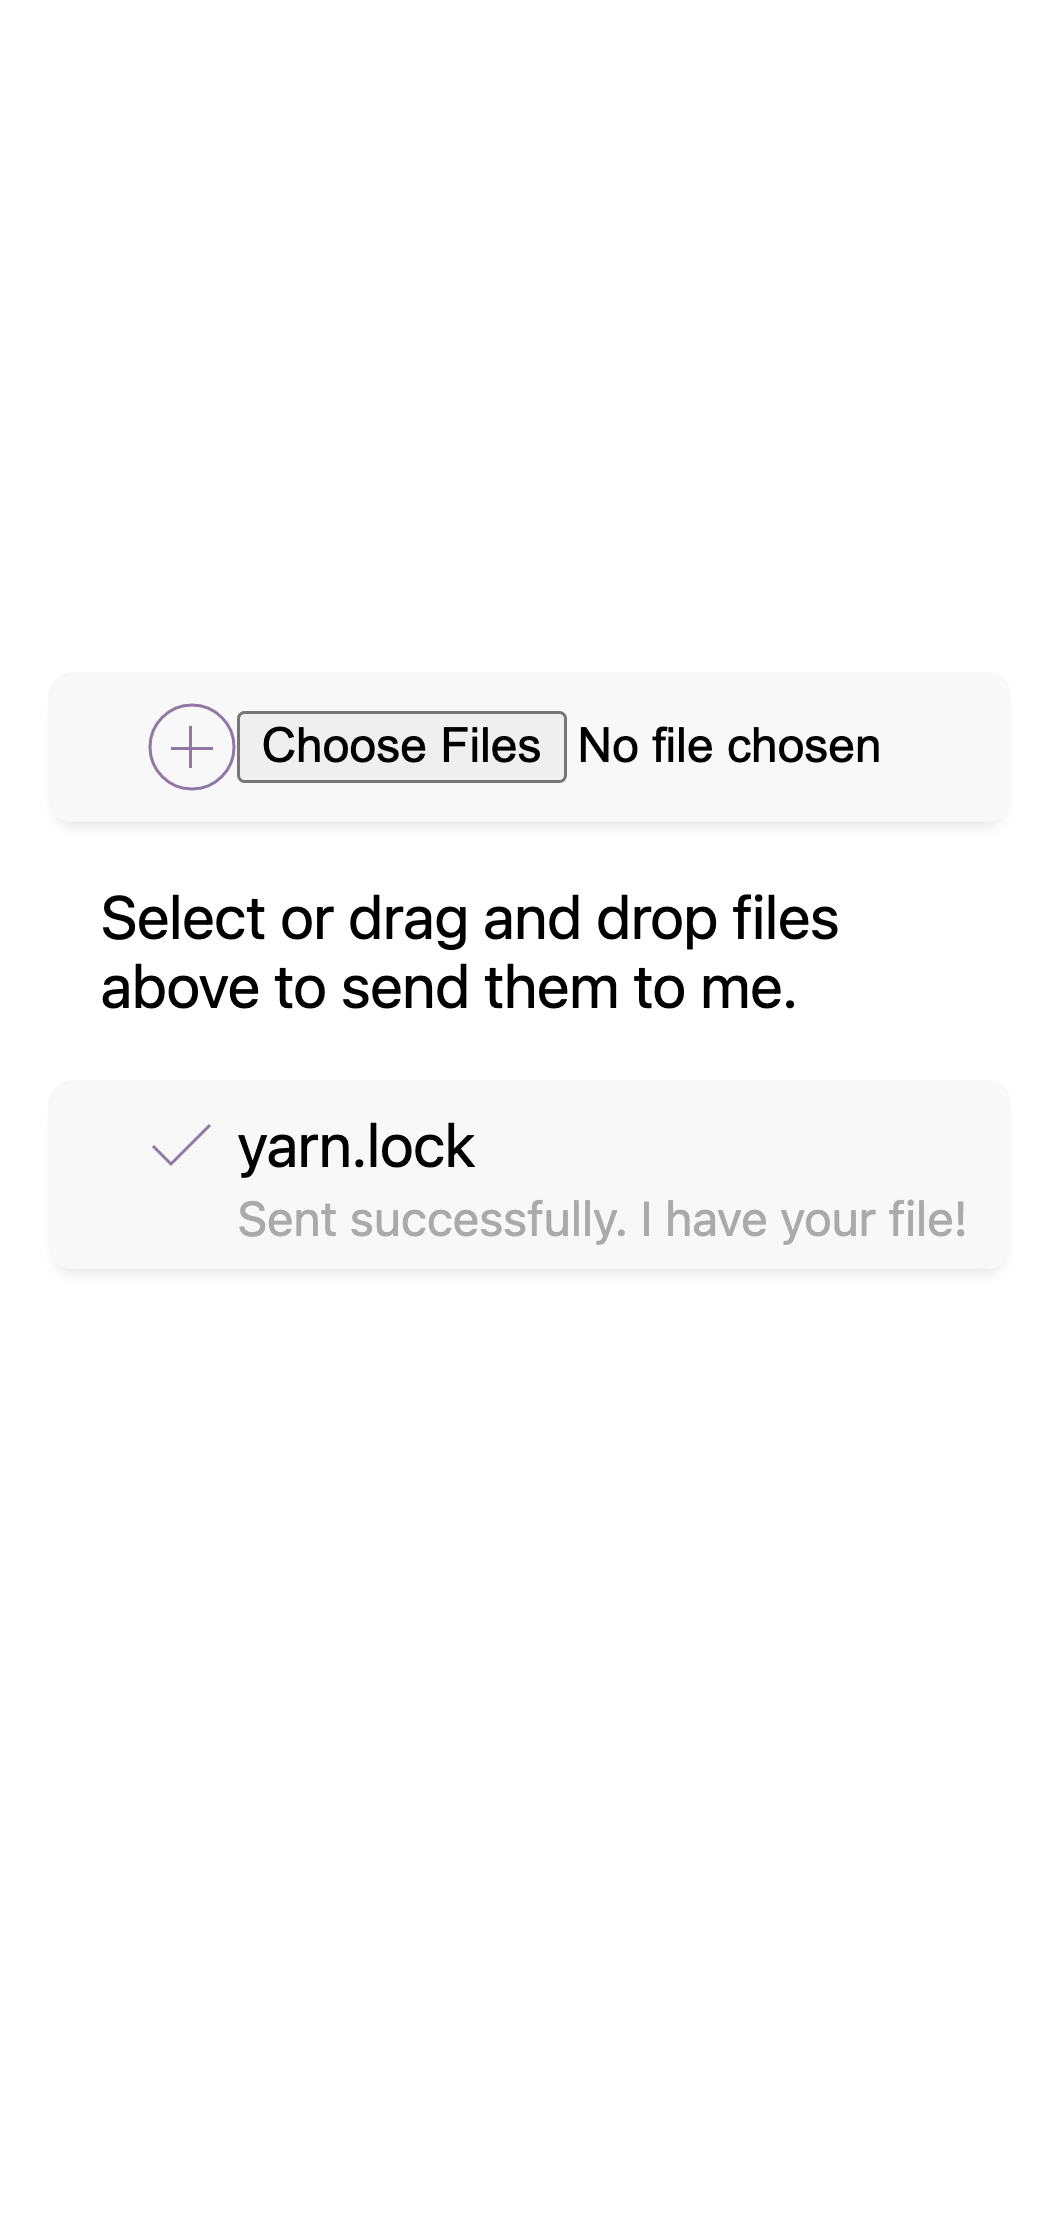 Choose Files No file chosen
Select or drag and drop files
above to send them to me.
yarn.lock
Sent successfully. I have your file!